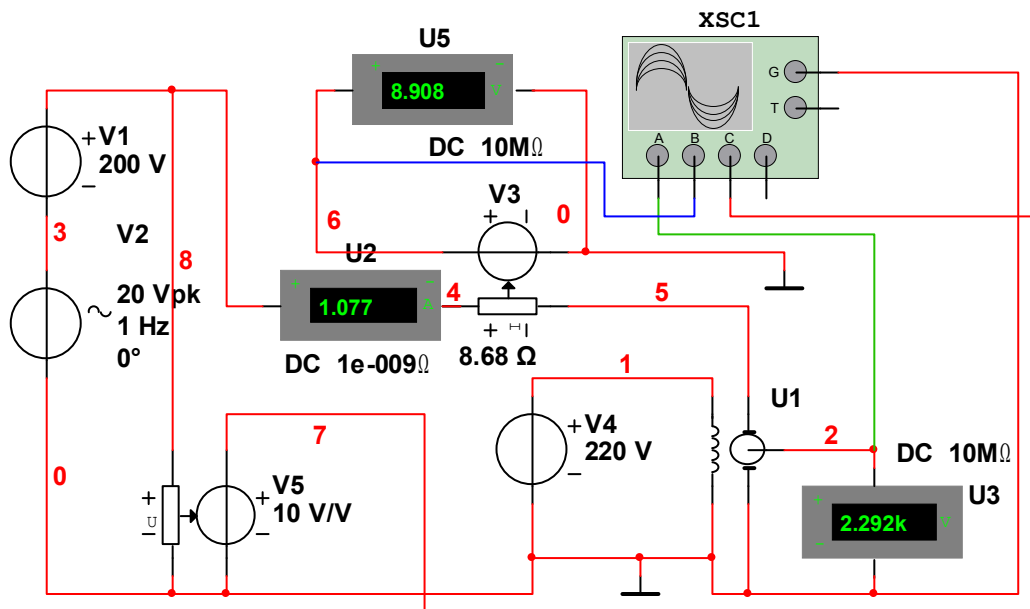 XSC1
U5
+ −
8.908 V
DC 10MΩ
G
T
A B C D
+ V1
200 V
−
3
V2
20 Vpk
1 Hz
0°
8
6
V3
+ −
0
U2
+ −
1.077 A
DC 1e-009Ω
4
5
+ −
8.68 Ω
1
V4
+
220 V
−
U1
2
DC 10MΩ
U3
+
2.292k V
−
7
0
+
U
−
V5
+
10 V/V
−